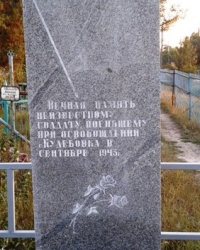 Вечная память
неизвестному
солдату, погибшему
при освобождении
с. Кулебовка в
сентябре – 1943г.